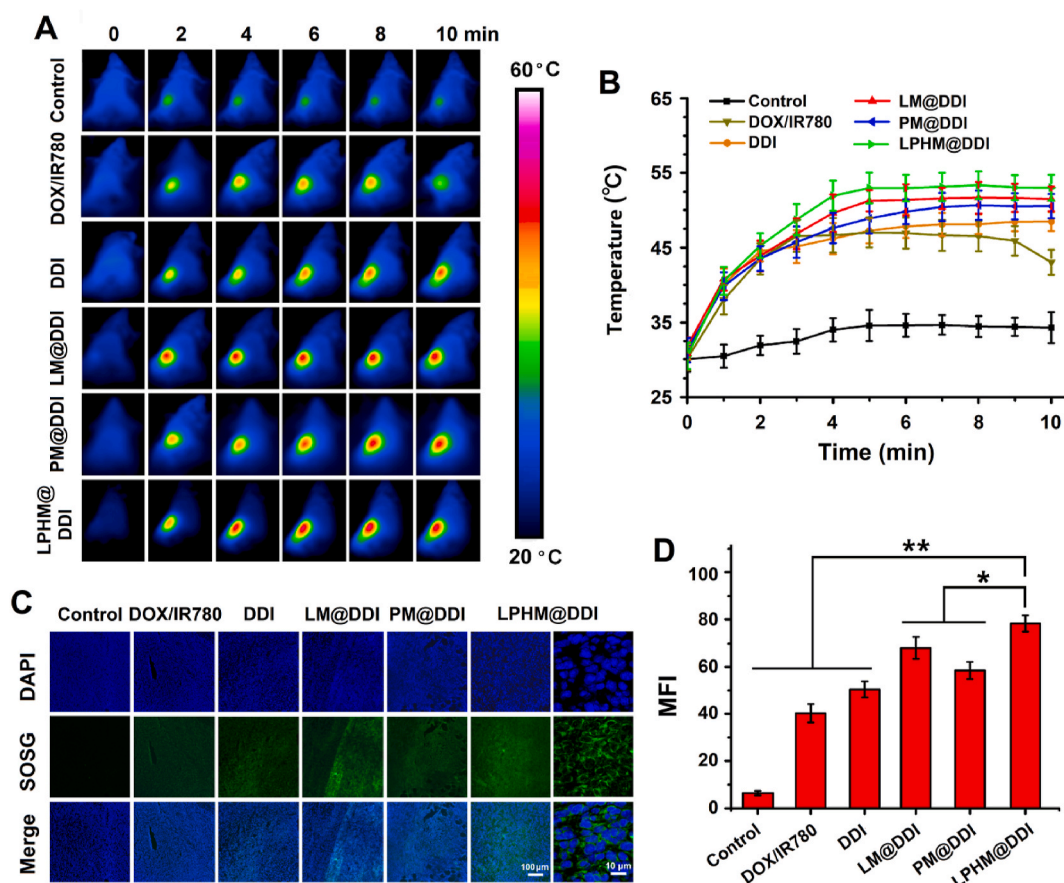 A
0 2 4 6 8 10 min
Control
DOX/IR780
DDI
LM@DDI
PM@DDI
LPHM@
DDI
60 °C
20 °C
B
65
55
45
35
25
Temperature (°C)
Control
DOX/IR780
DDI
LM@DDI
PM@DDI
LPHM@DDI
0 2 4 6 8 10
Time (min)
C
Control DOX/IR780 DDI LM@DDI PM@DDI LPHM@DDI
DAPI
SOSG
Merge
100 μm
10 μm
D
100
80
60
40
20
0
MFI
**
*
Control
DOX/IR780
DDI
LM@DDI
PM@DDI
LPHM@DDI